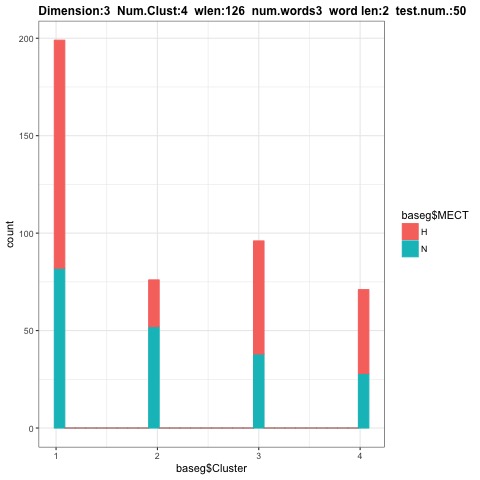 Dimension:3 Num.Clust:4 wlen:126 num.words3 word len:2 test.num.:50
200
150
100
50
0
count
1 2 3 4
baseg$Cluster
baseg$MECT
H
N